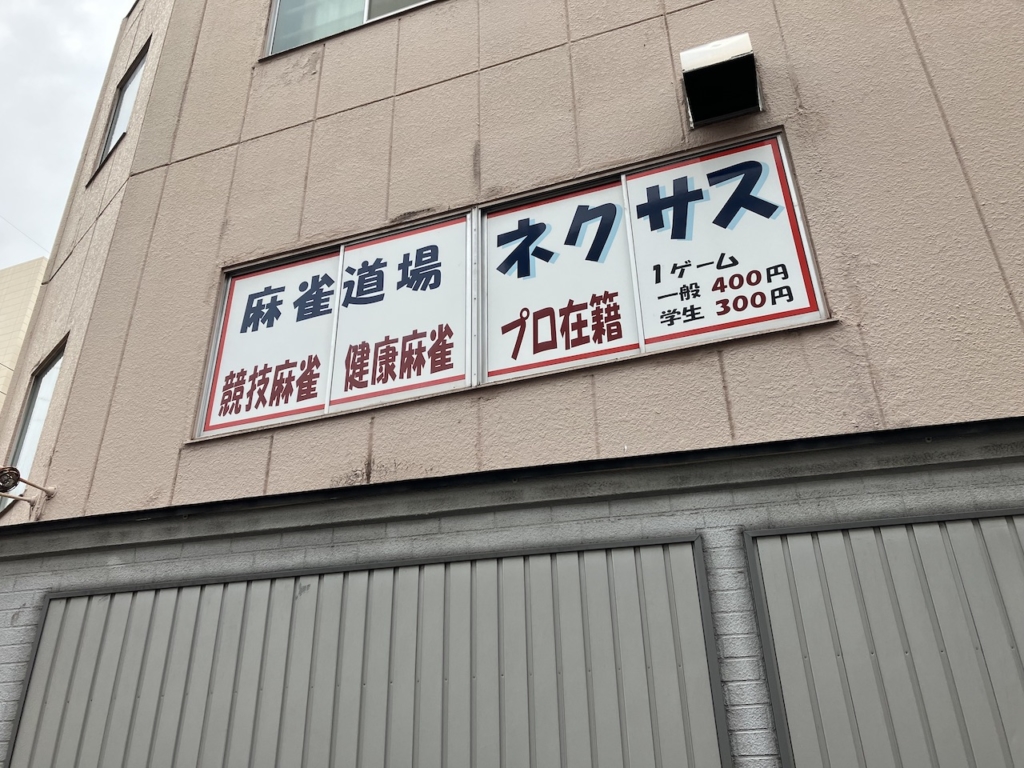 麻雀道場 ネクサス
競技麻雀 健康麻雀 プロ在籍
1ゲーム
一般 400円
学生 300円